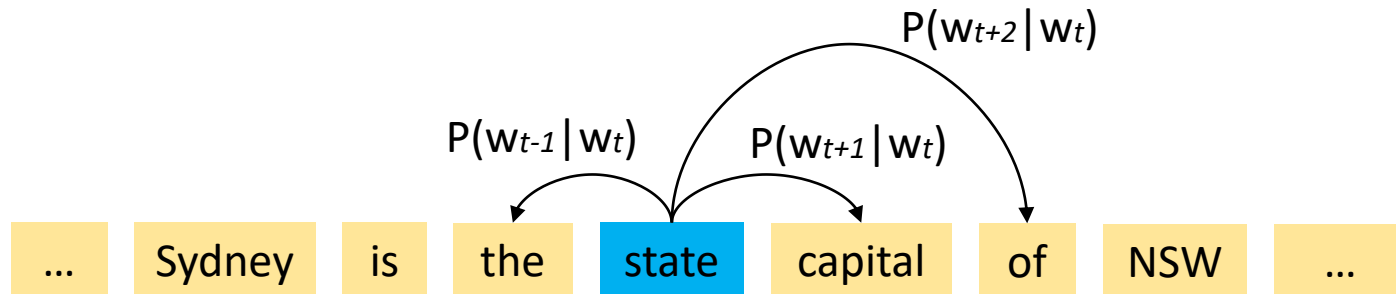 P(wt+2|wt)
P(wt-1|wt) P(wt+1|wt)
... Sydney is the state capital of NSW ...